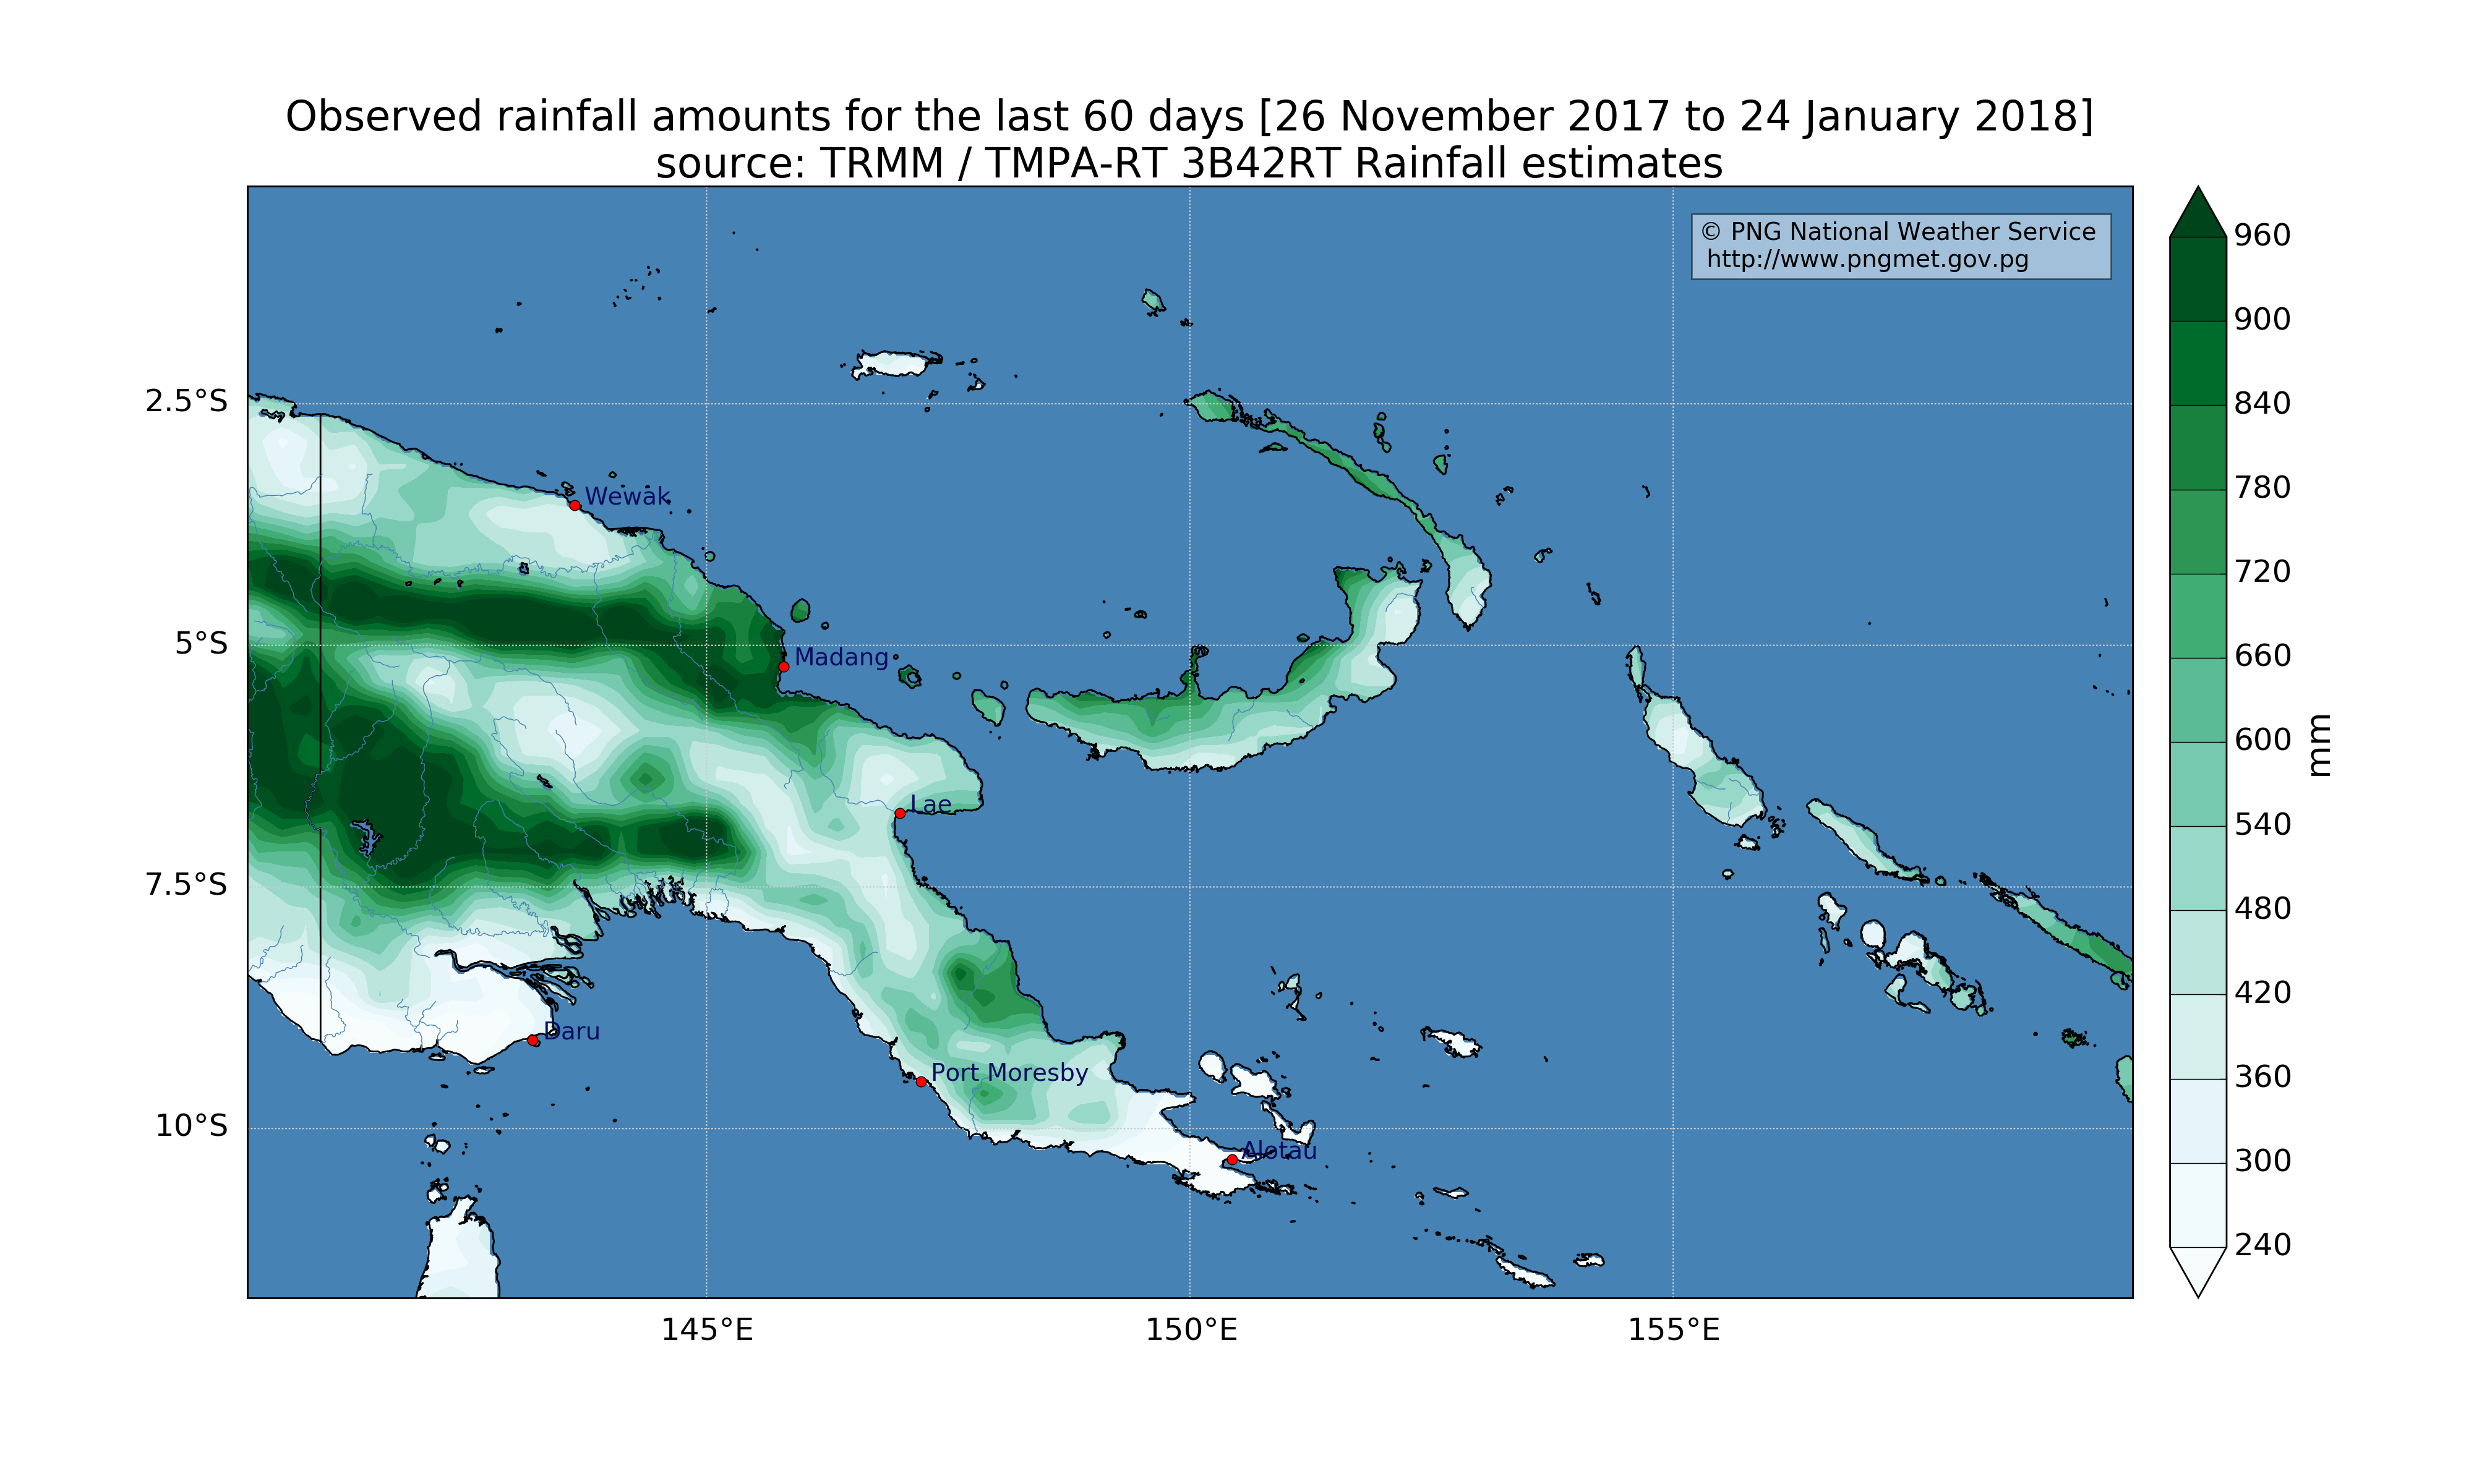 Observed rainfall amounts for the last 60 days [26 November 2017 to 24 January 2018]
source: TRMM / TMPA-RT 3B42RT Rainfall estimates
© PNG National Weather Service
http://www.pngmet.gov.pg
960
900
840
780
720
660
600
540
480
420
360
300
240
mm
2.5°S
5°S
7.5°S
10°S
Wewak
Madang
Lae
Daru
Port Moresby
Alotau
145°E
150°E
155°E